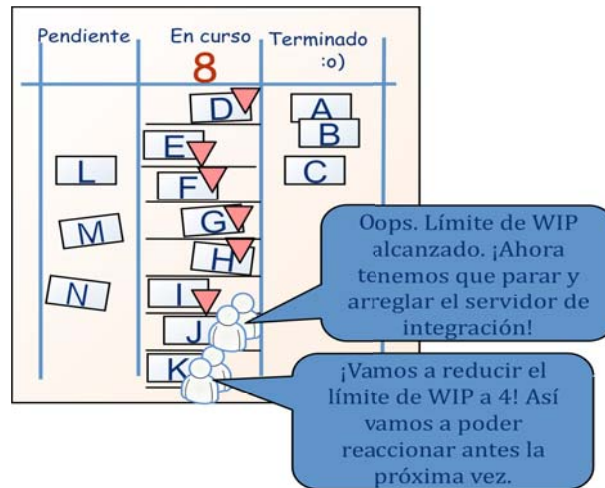 Pendiente
En curso
Terminado
:o)
8
D
A
B
E
L
F
C
M
G
H
N
I
J
K
Oops. Límite de WIP
alcanzado. ¡Ahora
tenemos que parar y
arreglar el servidor de
integración!
¡Vamos a reducir el
límite de WIP a 4! Así
vamos a poder
reaccionar antes la
próxima vez.